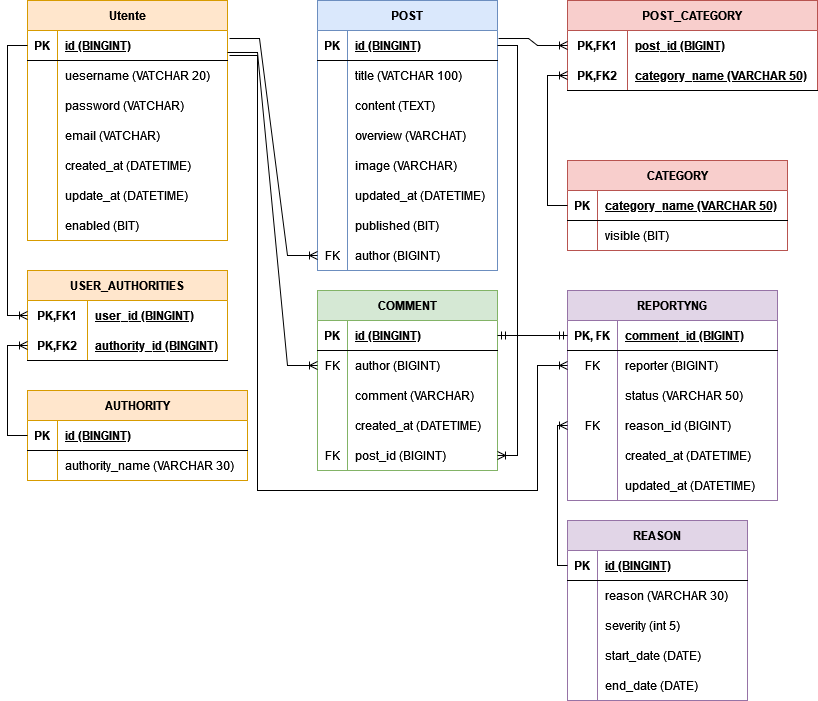 Utente
PK id (BINGINT)
uesername (VATCHAR 20)
password (VATCHAR)
email (VATCHAR)
created_at (DATETIME)
update_at (DATETIME)
enabled (BIT)
USER_AUTHORITIES
PK,FK1 user_id (BINGINT)
PK,FK2 authority_id (BINGINT)
AUTHORITY
PK id (BINGINT)
authority_name (VARCHAR 30)
POST
PK id (BINGINT)
title (VATCHAR 100)
content (TEXT)
overview (VARCHAT)
image (VARCHAR)
updated_at (DATETIME)
published (BIT)
FK author (BIGINT)
COMMENT
PK id (BINGINT)
FK author (BIGINT)
comment (VARCHAR)
created_at (DATETIME)
FK post_id (BIGINT)
POST_CATEGORY
PK,FK1 post_id (BIGINT)
PK,FK2 category_name (VARCHAR 50)
CATEGORY
PK category_name (VARCHAR 50)
visible (BIT)
REPORTYNG
PK, FK comment_id (BIGINT)
FK reporter (BIGINT)
status (VARCHAR 50)
FK reason_id (BIGINT)
created_at (DATETIME)
updated_at (DATETIME)
REASON
PK id (BINGINT)
reason (VARCHAR 30)
severity (int 5)
start_date (DATE)
end_date (DATE)